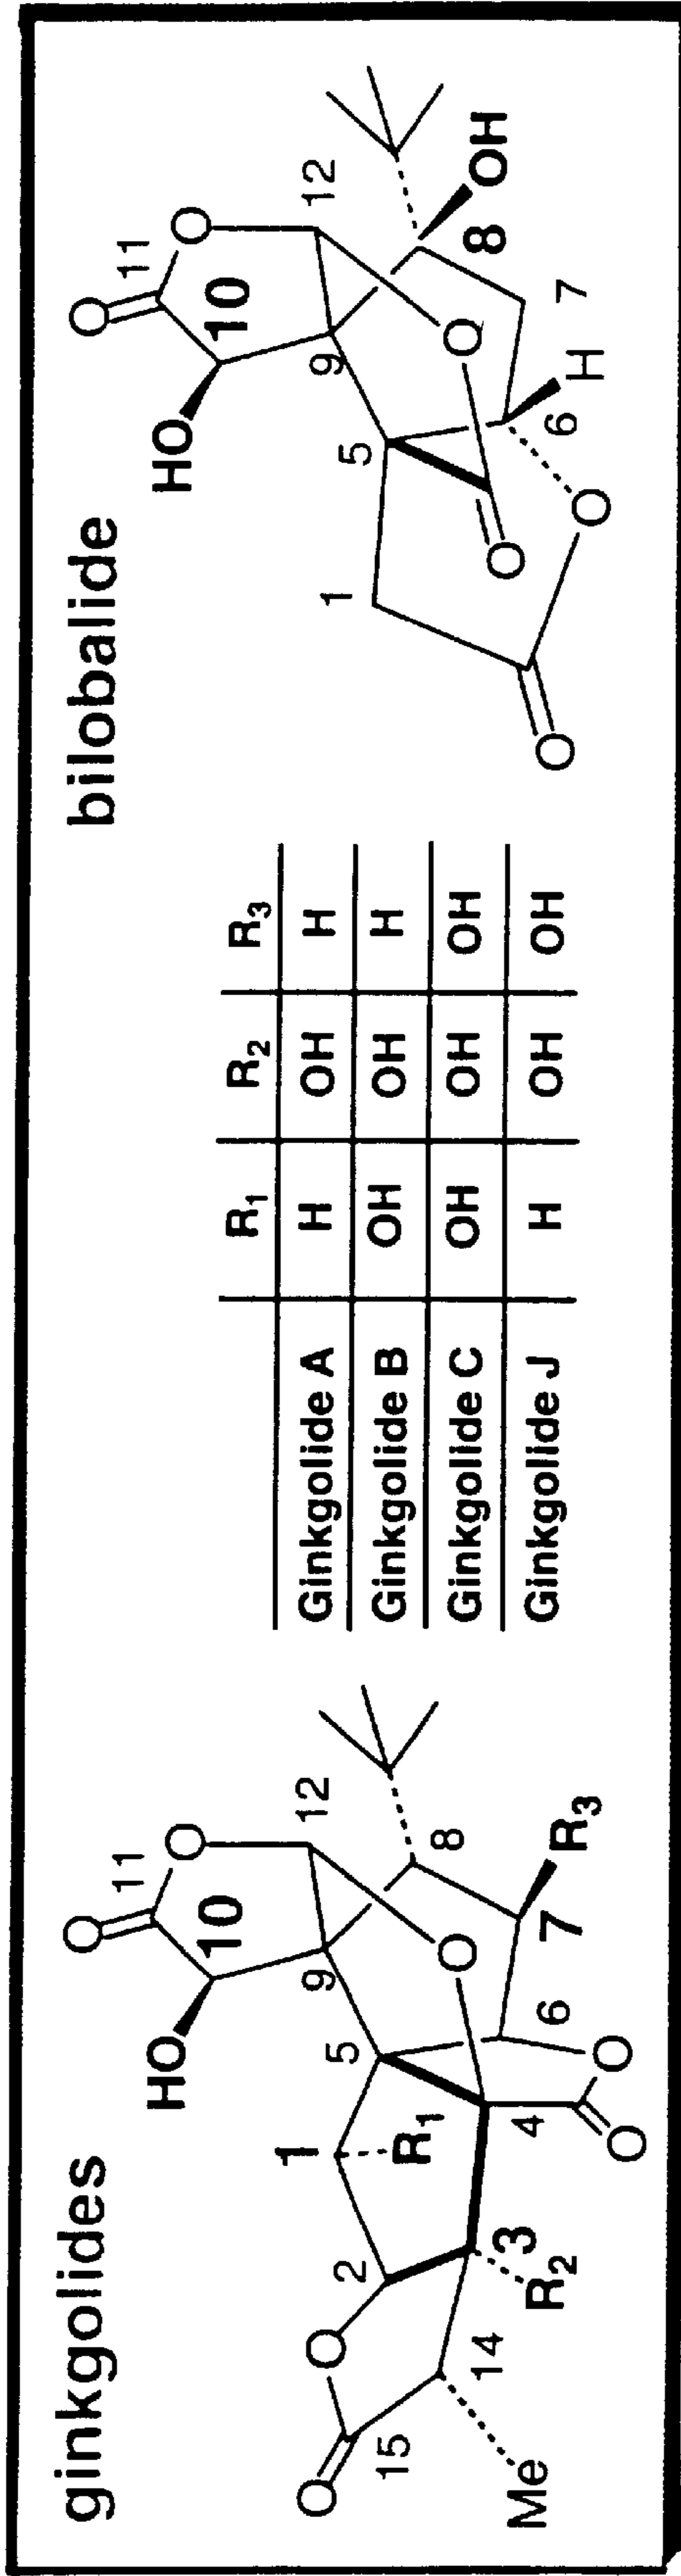 ginkgolides
HO
10
11
O
O
12
9
5
8
1
R1
O
7
R3
6
2
3
R2
4
O
O
O
O
15
14
Me
R1 R2 R3
Ginkgolide A H OH H
Ginkgolide B OH OH H
Ginkgolide C OH OH OH
Ginkgolide J H OH OH
bilobalide
HO
10
11
O
O
12
9
5
8
OH
1
O
7
6
H
O
O
O